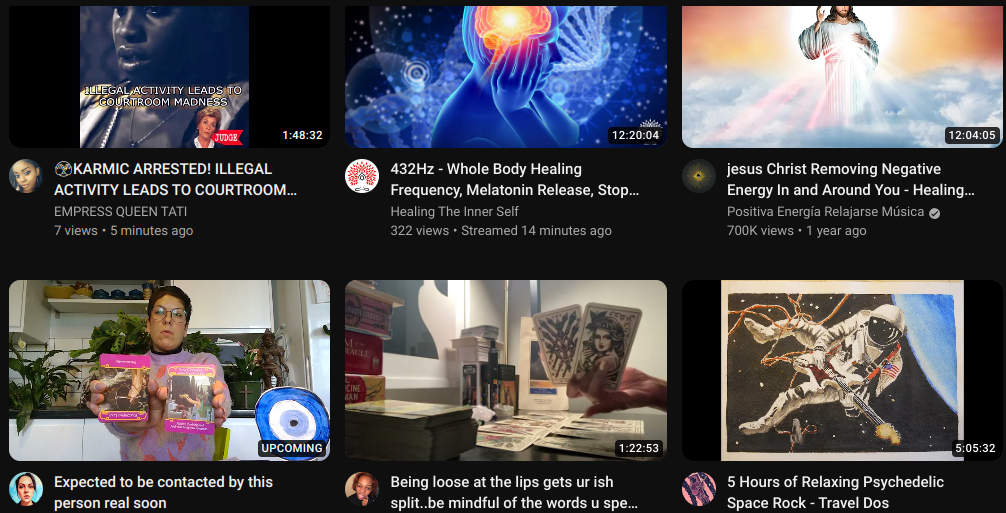 ILLEGAL ACTIVITY LEADS TO
COURTROOM MADNESS
JUDGE
1:48:32
12:20:04
12:04:05
KARMIC ARRESTED! ILLEGAL
ACTIVITY LEADS TO COURTROOM...
EMPRESS QUEEN TATI
7 views • 5 minutes ago
432Hz - Whole Body Healing
Frequency, Melatonin Release, Stop...
Healing The Inner Self
322 views • Streamed 14 minutes ago
jesus Christ Removing Negative
Energy In and Around You - Healing...
Positiva Energía Relajarse Música
700K views • 1 year ago
UPCOMING
ORACLE
1:22:53
5:05:32
Expected to be contacted by this
person real soon
Being loose at the lips gets ur ish
split..be mindful of the words u spe...
5 Hours of Relaxing Psychedelic
Space Rock - Travel Dos